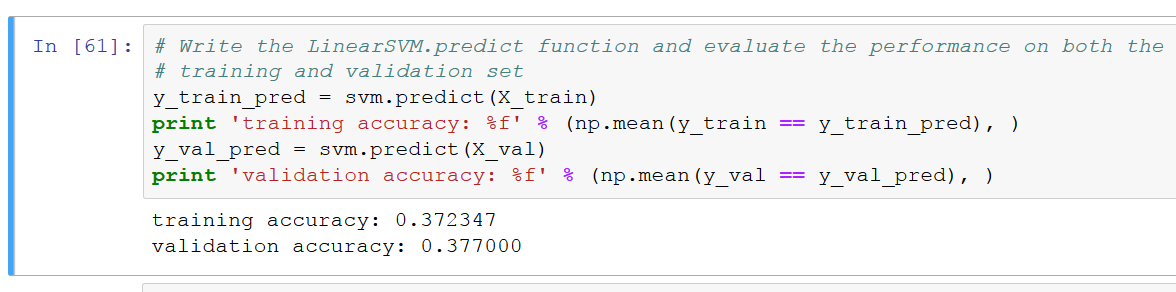 In [61]: # Write the LinearSVM.predict function and evaluate the performance on both the
# training and validation set
y_train_pred = svm.predict(X_train)
print 'training accuracy: %f' % (np.mean(y_train == y_train_pred), )
y_val_pred = svm.predict(X_val)
print 'validation accuracy: %f' % (np.mean(y_val == y_val_pred), )
training accuracy: 0.372347
validation accuracy: 0.377000